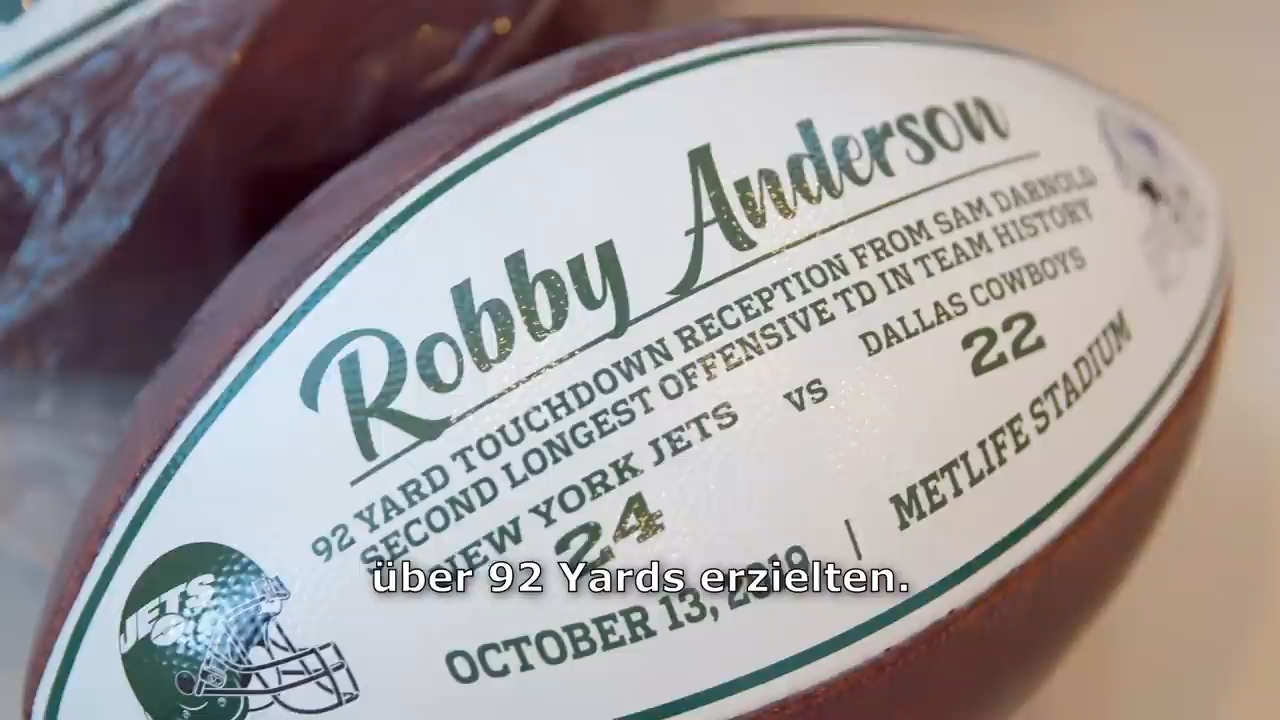 Robby Anderson
92 YARD TOUCHDOWN RECEPTION FROM SAM DARNOLD
SECOND LONGEST OFFENSIVE TD IN TEAM HISTORY
NEW YORK JETS vs DALLAS COWBOYS
24 22
OCTOBER 13, 2019 | METLIFE STADIUM
JETS
über 92 Yards erzielten.